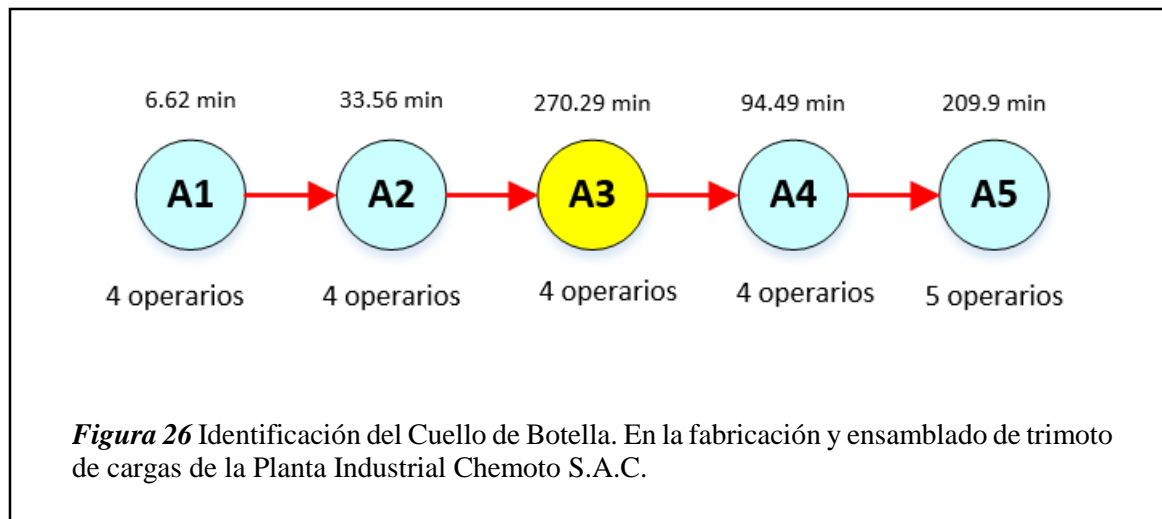 6.62 min 33.56 min 270.29 min 94.49 min 209.9 min
A1 A2 A3 A4 A5
4 operarios 4 operarios 4 operarios 4 operarios 5 operarios
Figura 26 Identificación del Cuello de Botella. En la fabricación y ensamblado de trimoto
de cargas de la Planta Industrial Chemoto S.A.C.